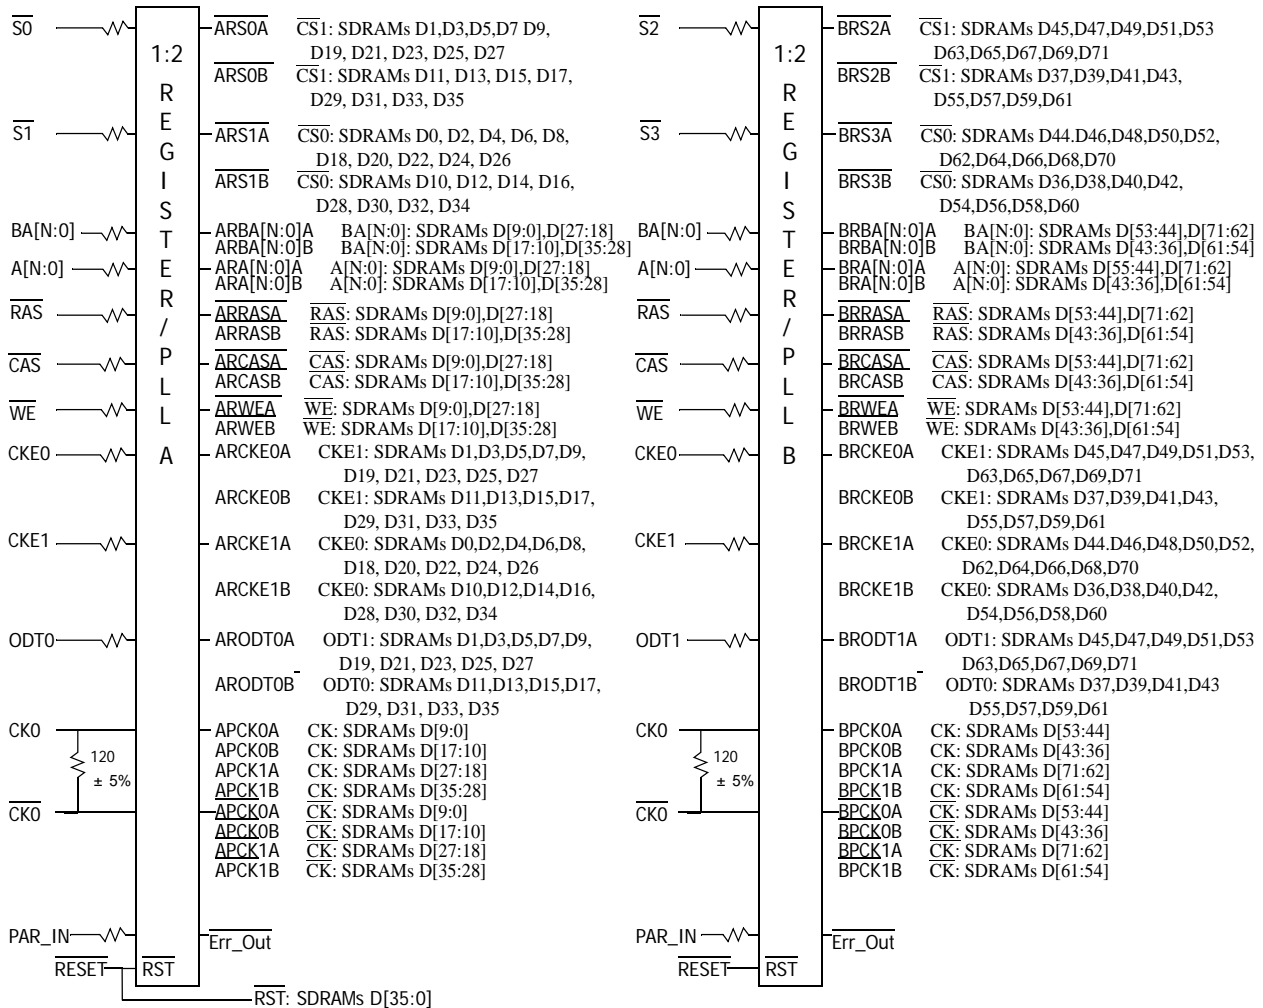 S0 ARS0A CS1: SDRAMs D1,D3,D5,D7 D9,
D19, D21, D23, D25, D27
1:2
ARS0B CS1: SDRAMs D11, D13, D15, D17,
D29, D31, D33, D35
REGISTER/PLL A
S1 ARS1A CS0: SDRAMs D0, D2, D4, D6, D8,
D18, D20, D22, D24, D26
ARS1B CS0: SDRAMs D10, D12, D14, D16,
D28, D30, D32, D34
BA[N:0] ARBA[N:0]A BA[N:0]: SDRAMs D[9:0],D[27:18]
ARBA[N:0]B BA[N:0]: SDRAMs D[17:10],D[35:28]
A[N:0] ARA[N:0]A A[N:0]: SDRAMs D[9:0],D[27:18]
ARA[N:0]B A[N:0]: SDRAMs D[17:10],D[35:28]
RAS ARRASA RAS: SDRAMs D[9:0],D[27:18]
ARRASB RAS: SDRAMs D[17:10],D[35:28]
CAS ARCASA CAS: SDRAMs D[9:0],D[27:18]
ARCASB CAS: SDRAMs D[17:10],D[35:28]
WE ARWEA WE: SDRAMs D[9:0],D[27:18]
ARWEB WE: SDRAMs D[17:10],D[35:28]
CKE0 ARCKE0A CKE1: SDRAMs D1,D3,D5,D7,D9,
D19, D21, D23, D25, D27
ARCKE0B CKE1: SDRAMs D11,D13,D15,D17,
D29, D31, D33, D35
CKE1 ARCKE1A CKE0: SDRAMs D0,D2,D4,D6,D8,
D18, D20, D22, D24, D26
ARCKE1B CKE0: SDRAMs D10,D12,D14,D16,
D28, D30, D32, D34
ODT0 ARODT0A ODT1: SDRAMs D1,D3,D5,D7,D9,
D19, D21, D23, D25, D27
ARODT0B ODT0: SDRAMs D11,D13,D15,D17,
D29, D31, D33, D35
CK0 APCK0A CK: SDRAMs D[9:0]
APCK0B CK: SDRAMs D[17:10]
120
± 5%
APCK1A CK: SDRAMs D[27:18]
APCK1B CK: SDRAMs D[35:28]
CK0 APCK0A CK: SDRAMs D[9:0]
APCK0B CK: SDRAMs D[17:10]
APCK1A CK: SDRAMs D[27:18]
APCK1B CK: SDRAMs D[35:28]
PAR_IN Err_Out
RESET RST
RST: SDRAMs D[35:0]
S2 BRS2A CS1: SDRAMs D45,D47,D49,D51,D53
D63,D65,D67,D69,D71
1:2
BRS2B CS1: SDRAMs D37,D39,D41,D43,
D55,D57,D59,D61
REGISTER/PLL B
S3 BRS3A CS0: SDRAMs D44.D46,D48,D50,D52,
D62,D64,D66,D68,D70
BRS3B CS0: SDRAMs D36,D38,D40,D42,
D54,D56,D58,D60
BA[N:0] BRBA[N:0]A BA[N:0]: SDRAMs D[53:44],D[71:62]
BRBA[N:0]B BA[N:0]: SDRAMs D[43:36],D[61:54]
A[N:0] BRA[N:0]A A[N:0]: SDRAMs D[55:44],D[71:62]
BRA[N:0]B A[N:0]: SDRAMs D[43:36],D[61:54]
RAS BRRASA RAS: SDRAMs D[53:44],D[71:62]
BRRASB RAS: SDRAMs D[43:36],D[61:54]
CAS BRCASA CAS: SDRAMs D[53:44],D[71:62]
BRCASB CAS: SDRAMs D[43:36],D[61:54]
WE BRWEA WE: SDRAMs D[53:44],D[71:62]
BRWEB WE: SDRAMs D[43:36],D[61:54]
CKE0 BRCKE0A CKE1: SDRAMs D45,D47,D49,D51,D53,
D63,D65,D67,D69,D71
BRCKE0B CKE1: SDRAMs D37,D39,D41,D43,
D55,D57,D59,D61
CKE1 BRCKE1A CKE0: SDRAMs D44.D46,D48,D50,D52,
D62,D64,D66,D68,D70
BRCKE1B CKE0: SDRAMs D36,D38,D40,D42,
D54,D56,D58,D60
ODT1 BRODT1A ODT1: SDRAMs D45,D47,D49,D51,D53
D63,D65,D67,D69,D71
BRODT1B ODT0: SDRAMs D37,D39,D41,D43
D55,D57,D59,D61
CK0 BPCK0A CK: SDRAMs D[53:44]
BPCK0B CK: SDRAMs D[43:36]
120
± 5%
BPCK1A CK: SDRAMs D[71:62]
BPCK1B CK: SDRAMs D[61:54]
CK0 BPCK0A CK: SDRAMs D[53:44]
BPCK0B CK: SDRAMs D[43:36]
BPCK1A CK: SDRAMs D[71:62]
BPCK1B CK: SDRAMs D[61:54]
PAR_IN Err_Out
RESET RST